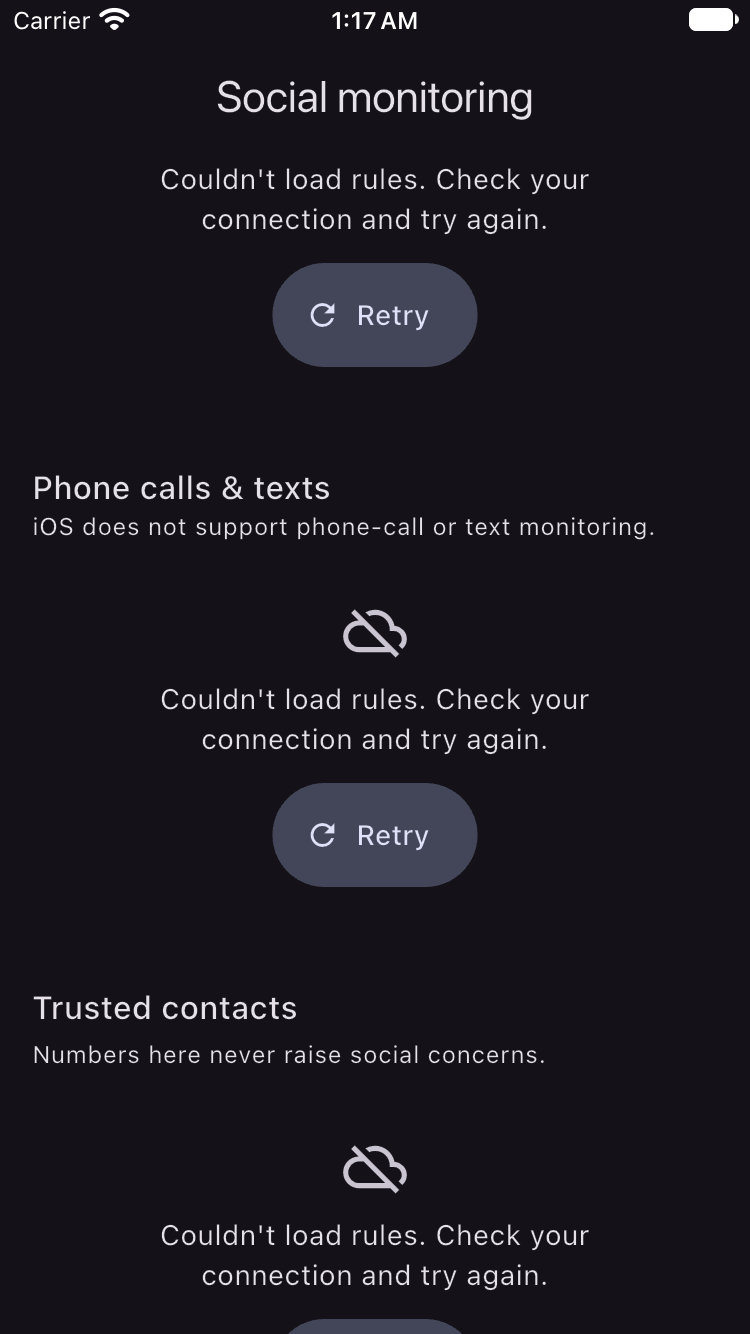 Carrier 1:17 AM
Social monitoring
Couldn't load rules. Check your
connection and try again.
Retry
Phone calls & texts
iOS does not support phone-call or text monitoring.
Couldn't load rules. Check your
connection and try again.
Retry
Trusted contacts
Numbers here never raise social concerns.
Couldn't load rules. Check your
connection and try again.